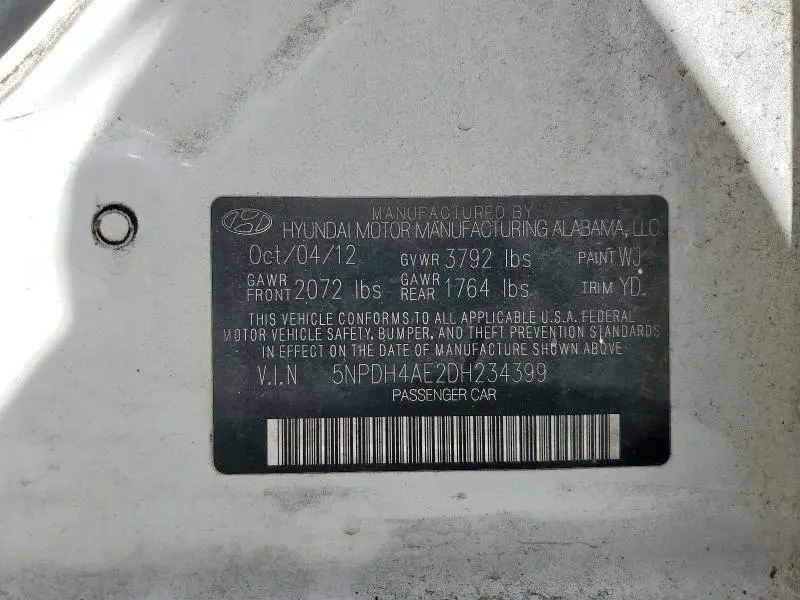 MANUFACTURED BY
HYUNDAI MOTOR MANUFACTURING ALABAMA, LLC
Oct/04/12 GVWR 3792 lbs PAINT WJ
GAWR FRONT 2072 lbs GAWR REAR 1764 lbs TRIM YD
THIS VEHICLE CONFORMS TO ALL APPLICABLE U.S.A. FEDERAL
MOTOR VEHICLE SAFETY, BUMPER, AND THEFT PREVENTION STANDARDS
IN EFFECT ON THE DATE OF MANUFACTURE SHOWN ABOVE
V.I.N 5NPDH4AE2DH234399
PASSENGER CAR